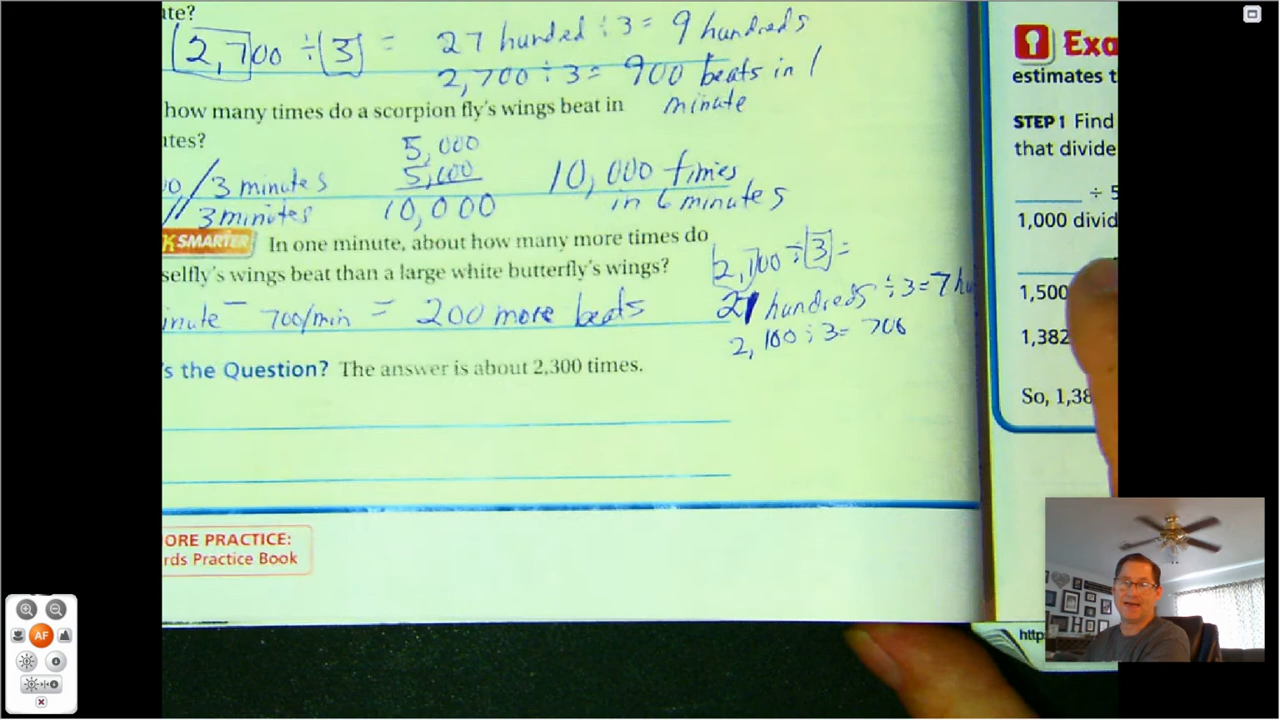 ate?
2,700 ÷ 3 = 27 hunded ÷ 3 = 9 hundreds
2,700 ÷ 3 = 900 beats in 1
minute
how many times do a scorpion fly's wings beat in
utes?
5,000
5,000
10,000
/3 minutes
3 minutes
10,000 times
in 6 minutes
K SMARTER In one minute, about how many more times do
selfly's wings beat than a large white butterfly's wings?
inute – 700/min = 200 more beats
2,100 ÷ 3 =
21 hundreds ÷ 3 = 7 hu
2,100 ÷ 3 = 700
's the Question? The answer is about 2,300 times.
ORE PRACTICE:
rds Practice Book
Exa
estimates t
STEP 1 Find
that divide
÷ 5
1,000 divid
1,500
1,382
So, 1,38
http
AF